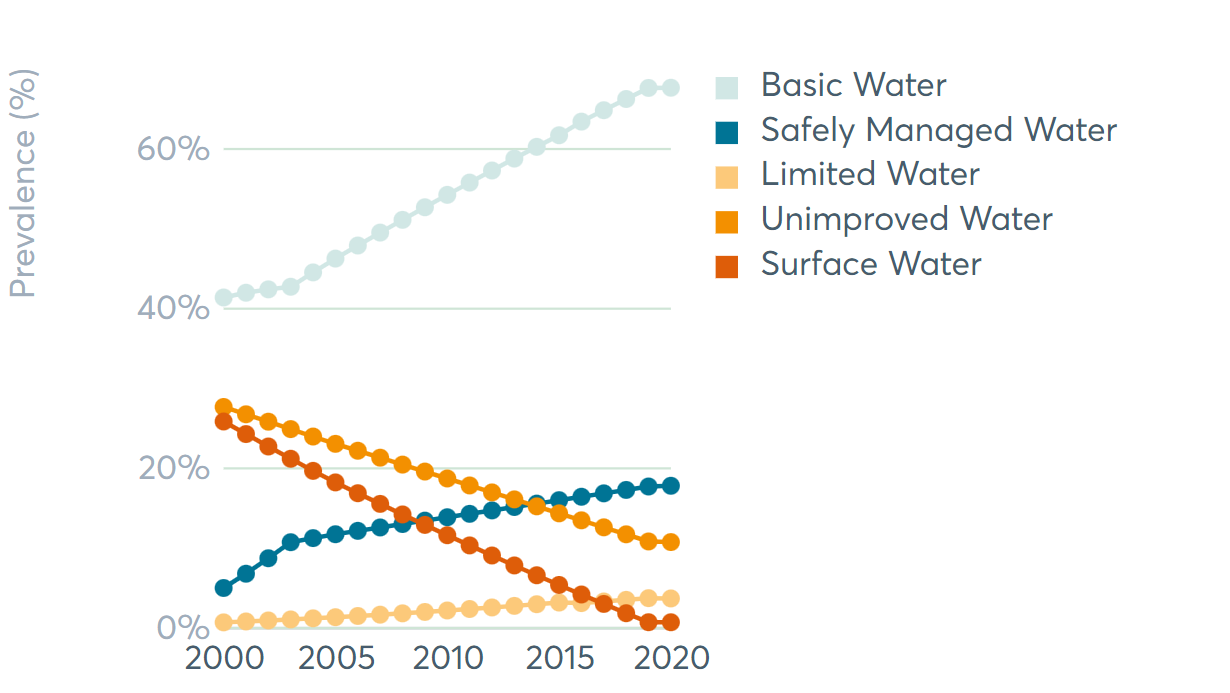 Prevalence (%)
60%
40%
20%
0%
2000 2005 2010 2015 2020
Basic Water
Safely Managed Water
Limited Water
Unimproved Water
Surface Water